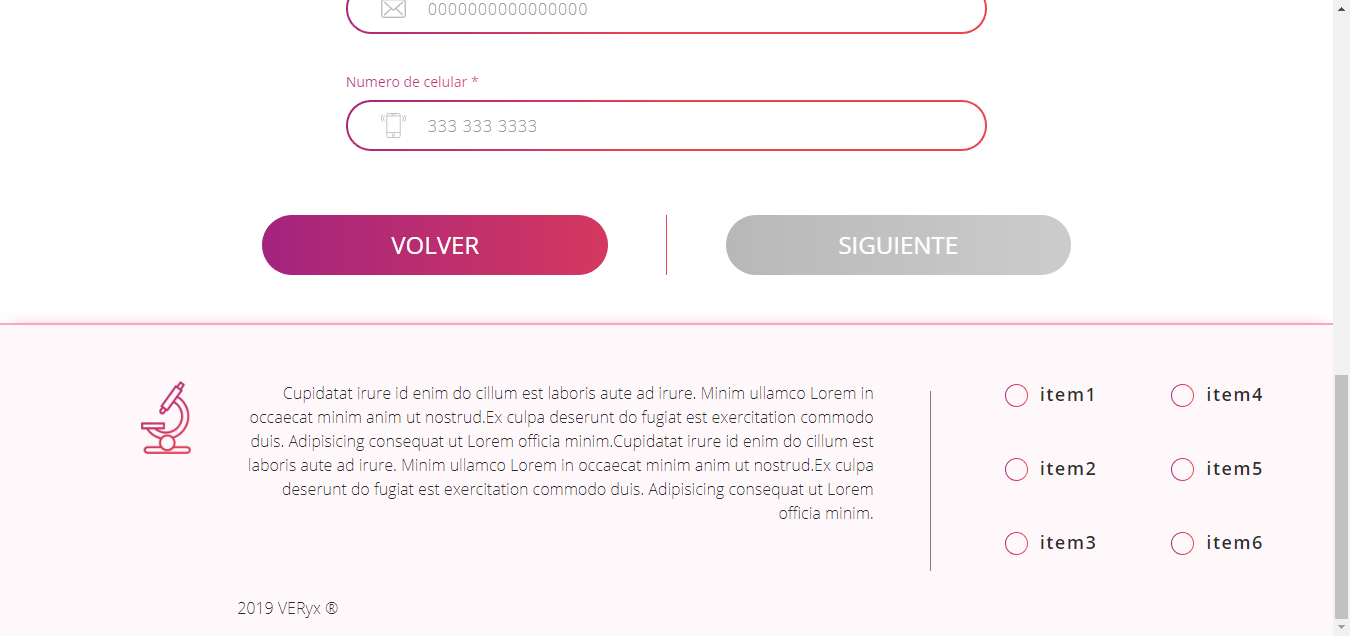 0000000000000000
Numero de celular *
333 333 3333
VOLVER
SIGUIENTE
Cupidatat irure id enim do cillum est laboris aute ad irure. Minim ullamco Lorem in
occaecat minim anim ut nostrud.Ex culpa deserunt do fugiat est exercitation commodo
duis. Adipisicing consequat ut Lorem officia minim.Cupidatat irure id enim do cillum est
laboris aute ad irure. Minim ullamco Lorem in occaecat minim anim ut nostrud.Ex culpa
deserunt do fugiat est exercitation commodo duis. Adipisicing consequat ut Lorem
officia minim.
item1
item4
item2
item5
item3
item6
2019 VERyx ®